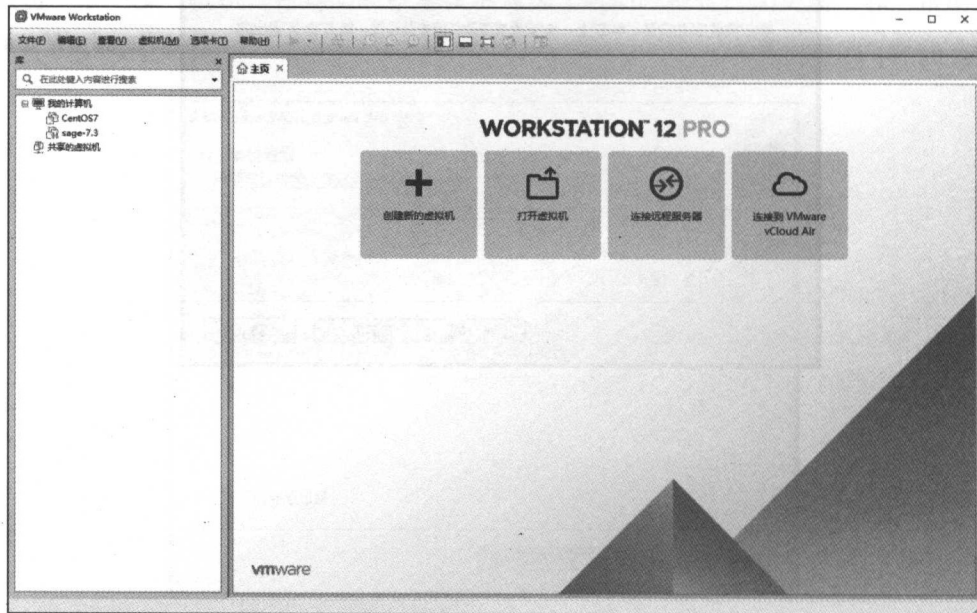 VMware Workstation
文件(F) 编辑(E) 查看(V) 虚拟机(M) 选项卡(T) 帮助(H)
库
在此处键入内容进行搜索
我的计算机
CentOS7
sage-7.3
共享的虚拟机
主页
WORKSTATION™ 12 PRO
创建新的虚拟机
打开虚拟机
连接远程服务器
连接到 VMware
vCloud Air
vmware